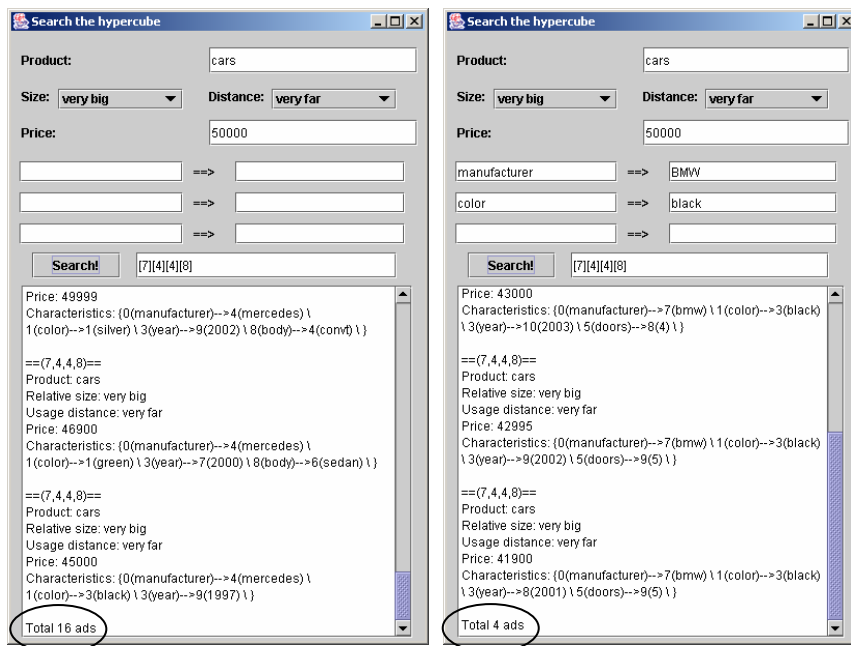 Search the hypercube
Product: cars
Size: very big Distance: very far
Price: 50000
==>
==>
==>
Search! [7][4][4][8]
Price: 49999
Characteristics: {0(manufacturer)-->4(mercedes) \
1(color)-->1(silver) \ 3(year)-->9(2002) \ 8(body)-->4(convt) \ }
==(7,4,4,8)==
Product: cars
Relative size: very big
Usage distance: very far
Price: 46900
Characteristics: {0(manufacturer)-->4(mercedes) \
1(color)-->1(green) \ 3(year)-->7(2000) \ 8(body)-->6(sedan) \ }
==(7,4,4,8)==
Product: cars
Relative size: very big
Usage distance: very far
Price: 45000
Characteristics: {0(manufacturer)-->4(mercedes) \
1(color)-->3(black) \ 3(year)-->9(1997) \ }
Total 16 ads
Search the hypercube
Product: cars
Size: very big Distance: very far
Price: 50000
manufacturer ==> BMW
color ==> black
==>
Search! [7][4][4][8]
Price: 43000
Characteristics: {0(manufacturer)-->7(bmw) \ 1(color)-->3(black)
\ 3(year)-->10(2003) \ 5(doors)-->8(4) \ }
==(7,4,4,8)==
Product: cars
Relative size: very big
Usage distance: very far
Price: 42995
Characteristics: {0(manufacturer)-->7(bmw) \ 1(color)-->3(black)
\ 3(year)-->9(2002) \ 5(doors)-->9(5) \ }
==(7,4,4,8)==
Product: cars
Relative size: very big
Usage distance: very far
Price: 41900
Characteristics: {0(manufacturer)-->7(bmw) \ 1(color)-->3(black)
\ 3(year)-->8(2001) \ 5(doors)-->9(5) \ }
Total 4 ads